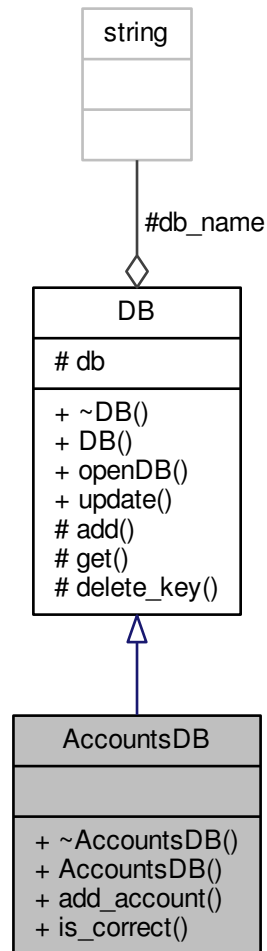 string
#db_name
DB
# db
+ ~DB()
+ DB()
+ openDB()
+ update()
# add()
# get()
# delete_key()
AccountsDB
+ ~AccountsDB()
+ AccountsDB()
+ add_account()
+ is_correct()